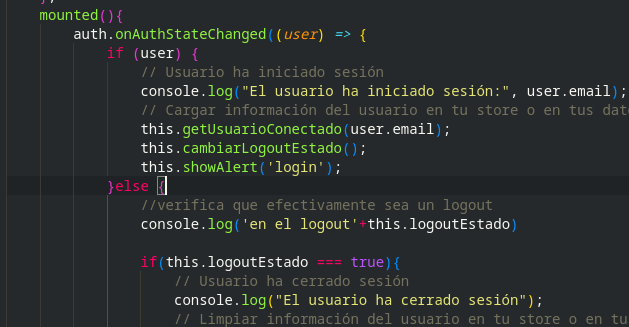 },
mounted(){
auth.onAuthStateChanged((user) => {
if (user) {
// Usuario ha iniciado sesión
console.log("El usuario ha iniciado sesión:", user.email);
// Cargar información del usuario en tu store o en tus dat
this.getUsuarioConectado(user.email);
this.cambiarLogoutEstado();
this.showAlert('login');
}else {
//verifica que efectivamente sea un logout
console.log('en el logout'+this.logoutEstado)
if(this.logoutEstado === true){
// Usuario ha cerrado sesión
console.log("El usuario ha cerrado sesión");
// Limpiar información del usuario en tu store o en tu